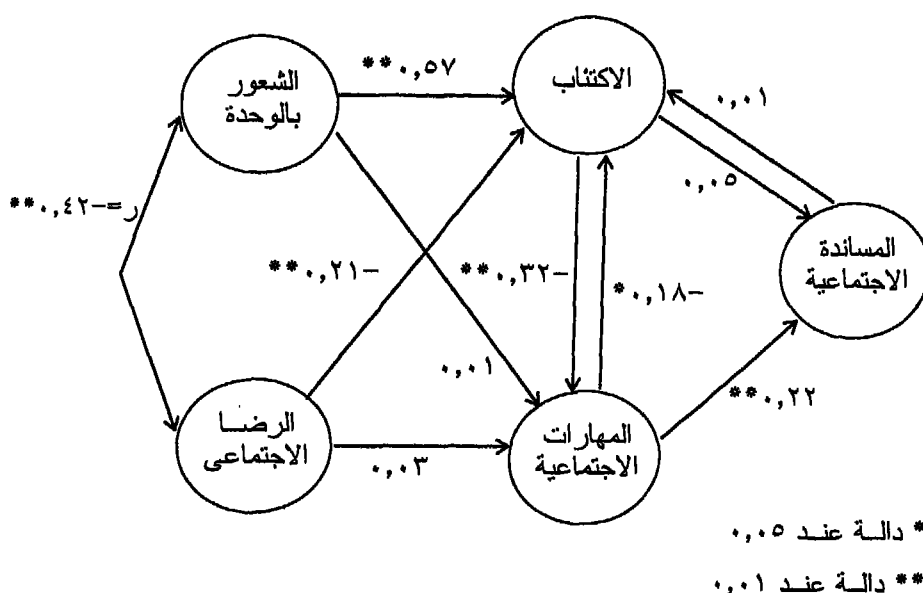 الشعور
بالوحدة
**٠,٥٧
الاكتئاب
٠,٠١
٠,٠٥
ر=-٠,٤٢**
المساندة
الاجتماعية
-٠,٢١**
-٠,٣٢**
-٠,١٨*
٠,٠١
**٠,٢٢
الرضا
الاجتماعى
٠,٠٣
المهارات
الاجتماعية
* دالة عند ٠,٠٥
** دالة عند ٠,٠١